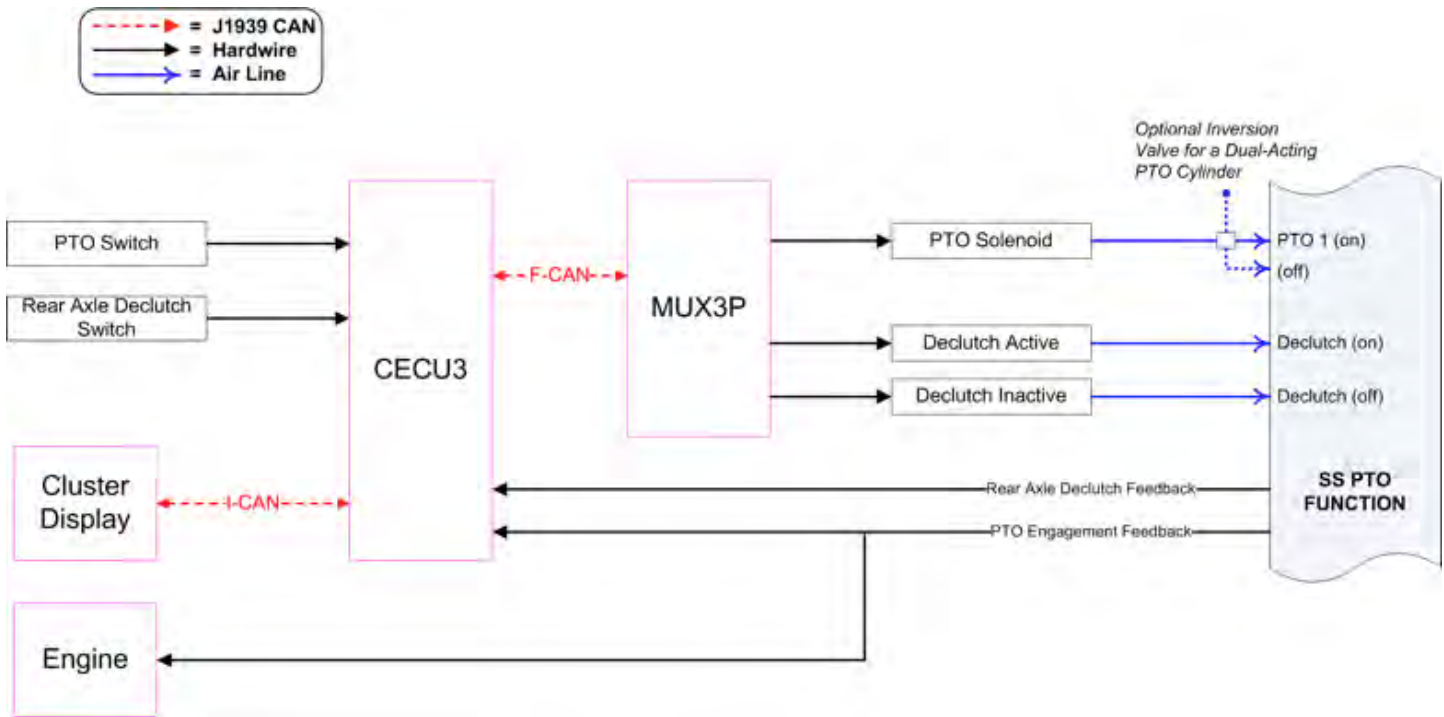 = J1939 CAN
= Hardwire
= Air Line
Optional Inversion
Valve for a Dual-Acting
PTO Cylinder
PTO Switch
Rear Axle Declutch
Switch
CECU3
F-CAN
MUX3P
PTO Solenoid
Declutch Active
Declutch Inactive
PTO 1 (on)
(off)
Declutch (on)
Declutch (off)
Cluster
Display
I-CAN
Rear Axle Declutch Feedback
PTO Engagement Feedback
SS PTO
FUNCTION
Engine